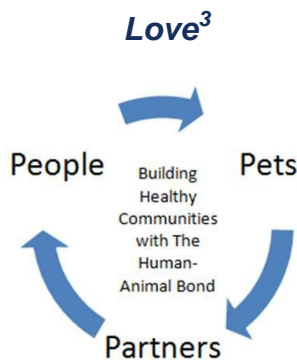 Love³
People
Pets
Building
Healthy
Communities
with The
Human-
Animal Bond
Partners